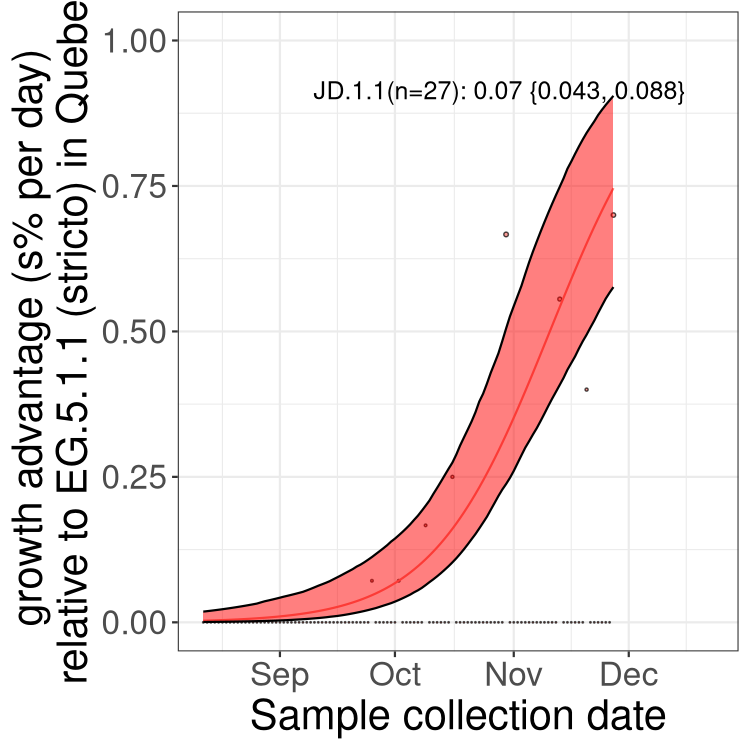 growth advantage (s% per day)
relative to EG.5.1.1 (stricto) in Quebe
1.00
0.75
0.50
0.25
0.00
JD.1.1(n=27): 0.07 {0.043, 0.088}
Sep Oct Nov Dec
Sample collection date